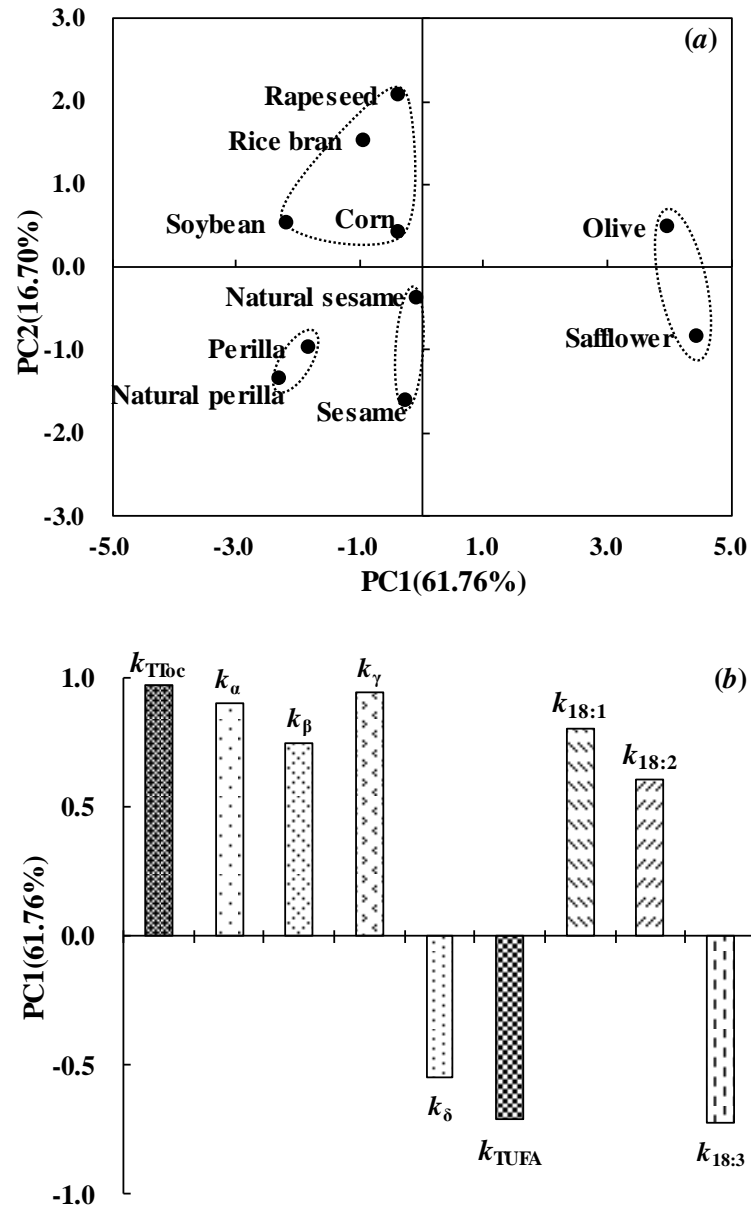 3.0
(a)
Rapeseed
2.0
Rice bran
1.0
Soybean
Corn
Olive
0.0
Natural sesame
Perilla
Safflower
-1.0
Natural perilla
Sesame
-2.0
-3.0
-5.0 -3.0 -1.0 1.0 3.0 5.0
PC1(61.76%)
PC2(16.70%)
(b)
1.0
kTToc
kα
kβ
kγ
k18:1
k18:2
0.5
0.0
-0.5
kδ
kTUFA
k18:3
-1.0
PC1(61.76%)